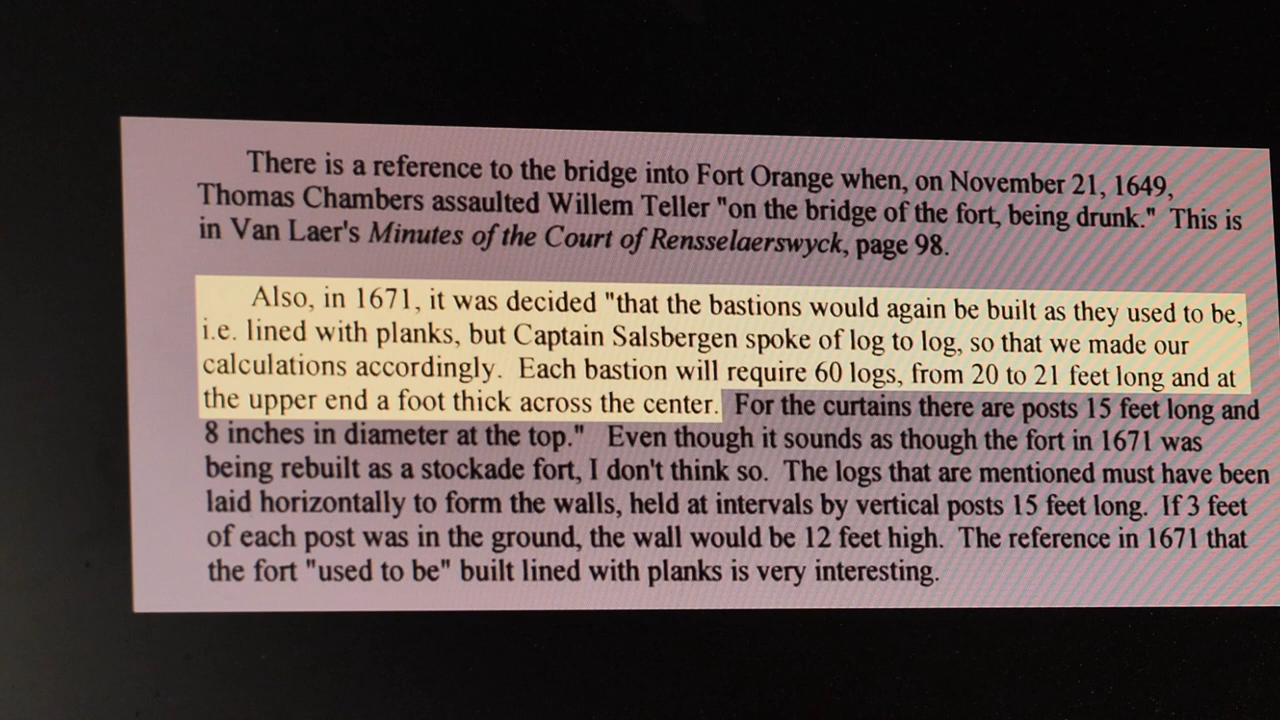 There is a reference to the bridge into Fort Orange when, on November 21, 1649,
Thomas Chambers assaulted Willem Teller "on the bridge of the fort, being drunk." This is
in Van Laer's Minutes of the Court of Rensselaerswyck, page 98.
Also, in 1671, it was decided "that the bastions would again be built as they used to be,
i.e. lined with planks, but Captain Salsbergen spoke of log to log, so that we made our
calculations accordingly. Each bastion will require 60 logs, from 20 to 21 feet long and at
the upper end a foot thick across the center. For the curtains there are posts 15 feet long and
8 inches in diameter at the top." Even though it sounds as though the fort in 1671 was
being rebuilt as a stockade fort, I don't think so. The logs that are mentioned must have been
laid horizontally to form the walls, held at intervals by vertical posts 15 feet long. If 3 feet
of each post was in the ground, the wall would be 12 feet high. The reference in 1671 that
the fort "used to be" built lined with planks is very interesting.